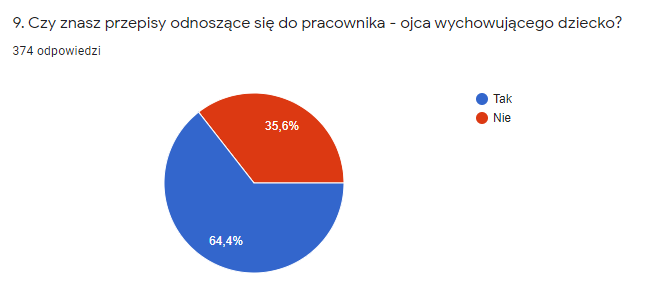 9. Czy znasz przepisy odnoszące się do pracownika - ojca wychowującego dziecko?
374 odpowiedzi
Tak
Nie
35,6%
64,4%